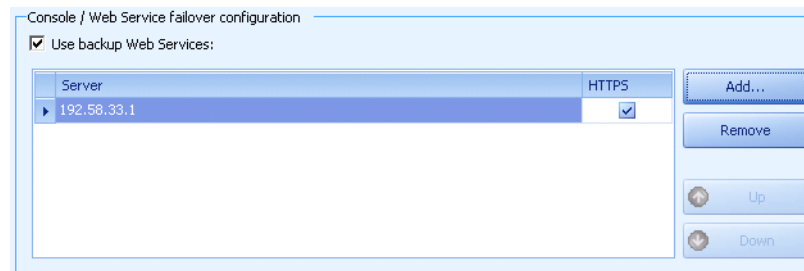 Console / Web Service failover configuration
Use backup Web Services:
Server HTTPS
192.58.33.1
Add...
Remove
Up
Down